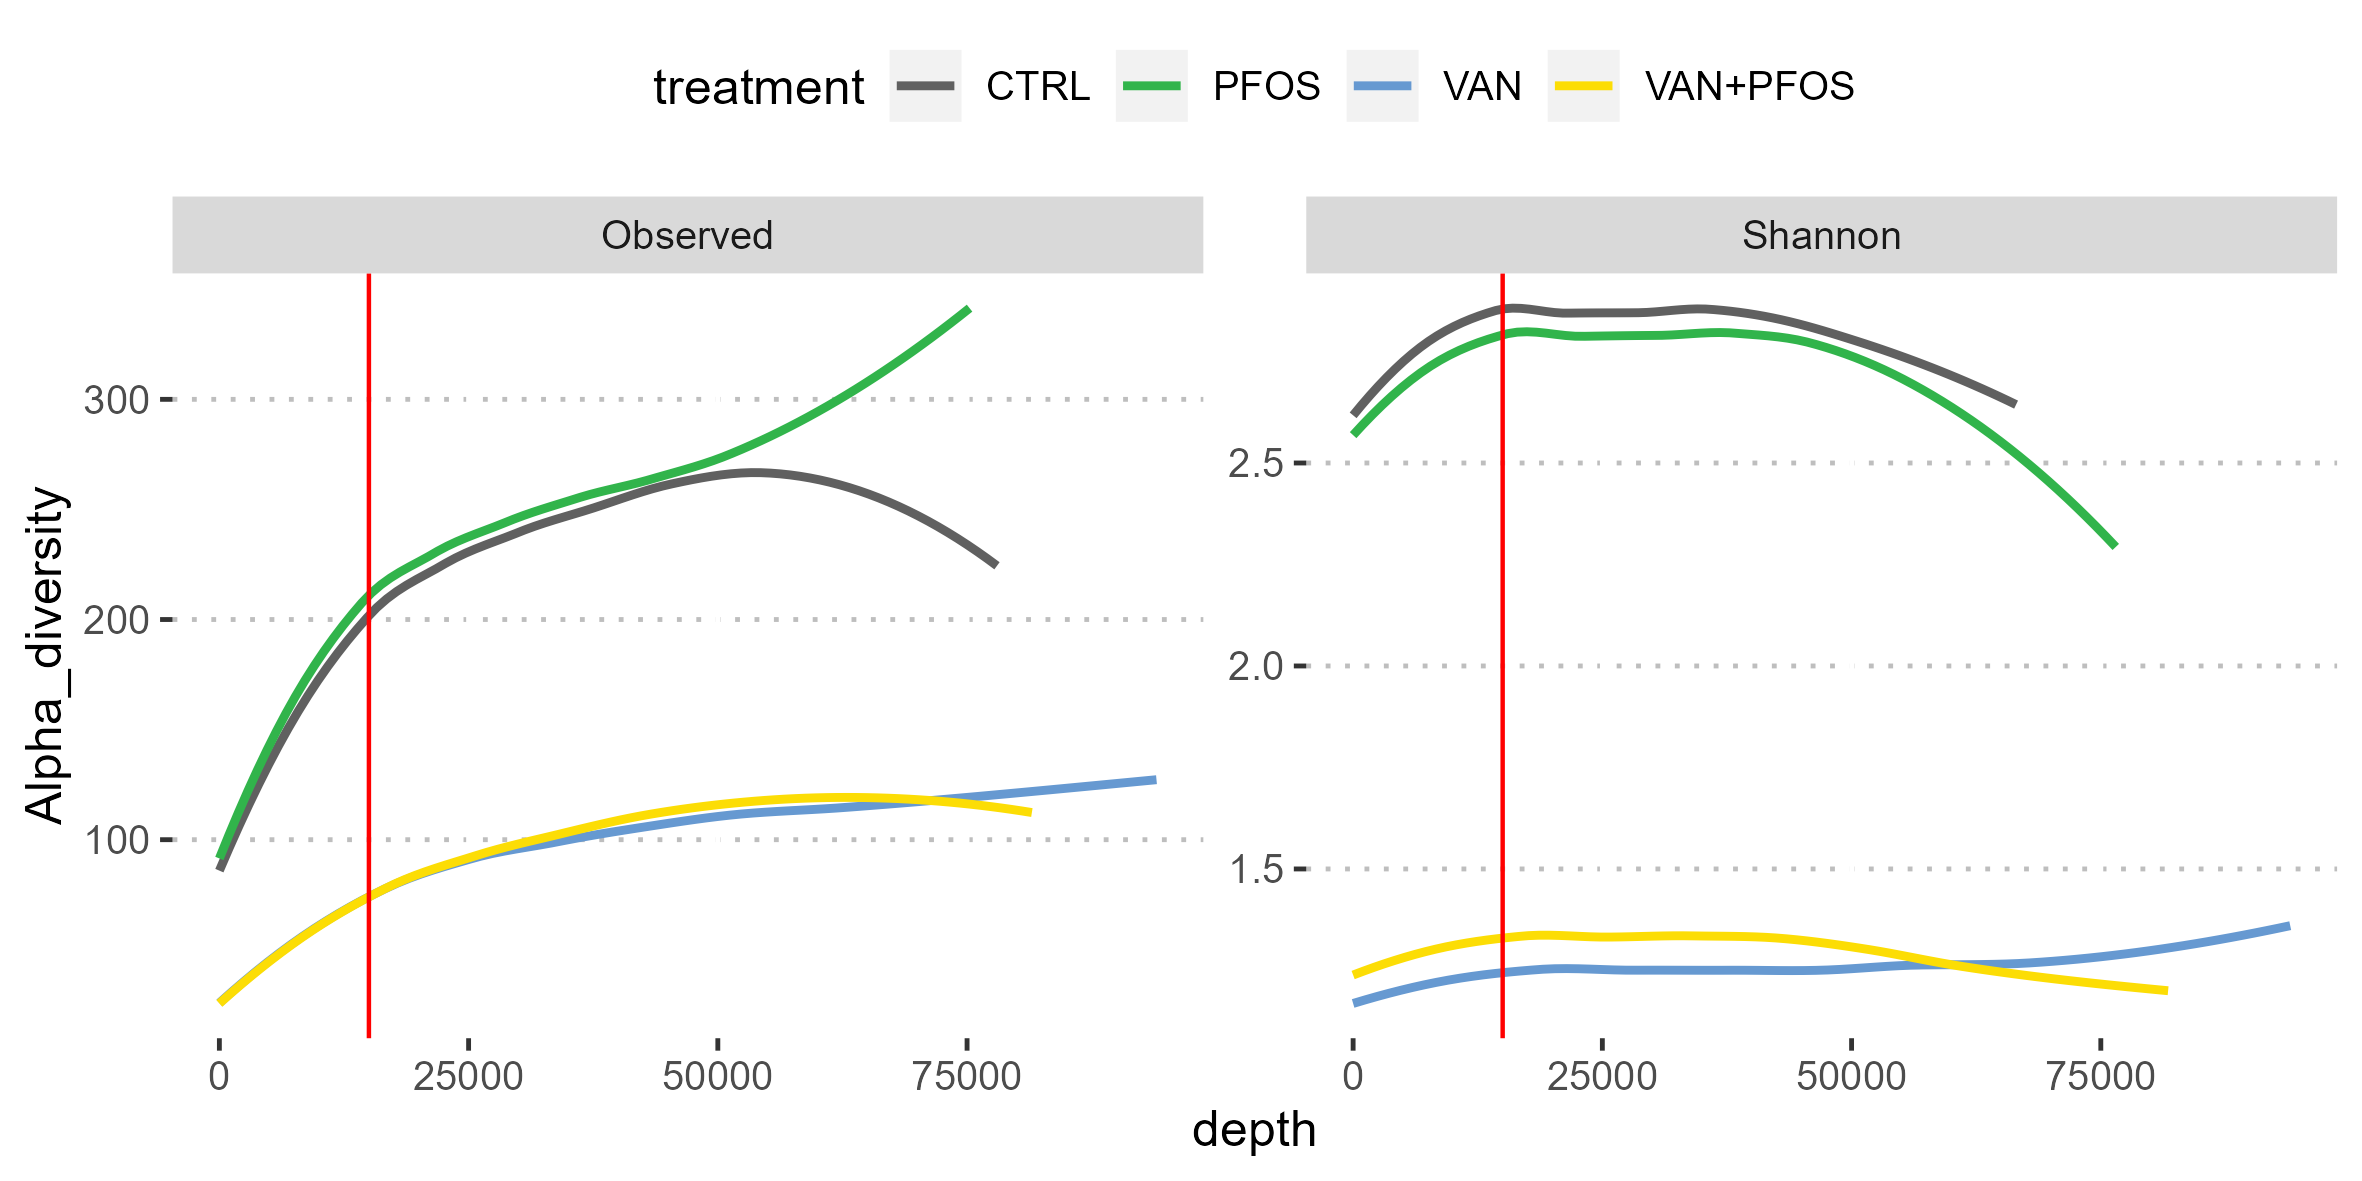 treatment CTRL PFOS VAN VAN+PFOS
Observed
Shannon
Alpha_diversity
300
200
100
2.5
2.0
1.5
0 25000 50000 75000
0 25000 50000 75000
depth